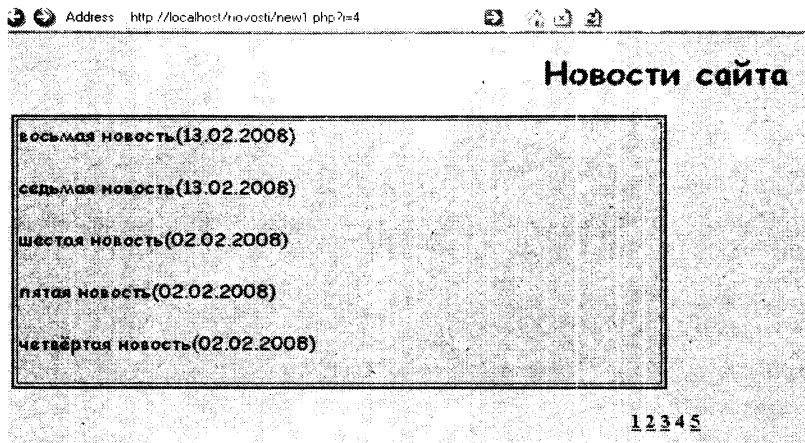 Address http://localhost/novosti/new1.php?i=4
Новости сайта
восьмая новость(13.02.2008)
седьмая новость(13.02.2008)
шестая новость(02.02.2008)
пятая новость(02.02.2008)
четвёртая новость(02.02.2008)
1 2 3 4 5